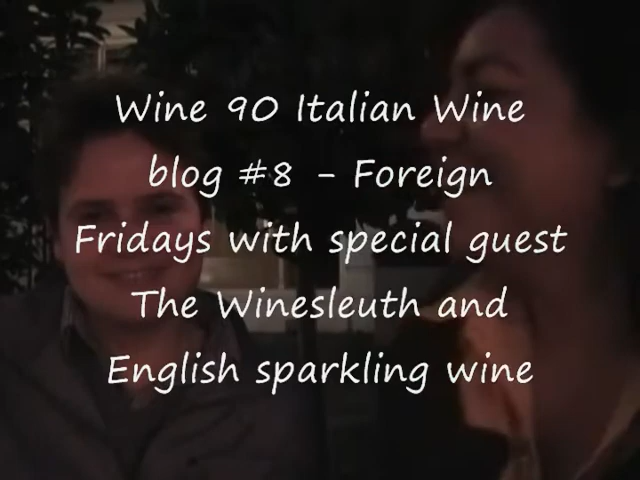 Wine 90 Italian Wine
blog #8 - Foreign
Fridays with special guest
The Winesleuth and
English sparkling wine